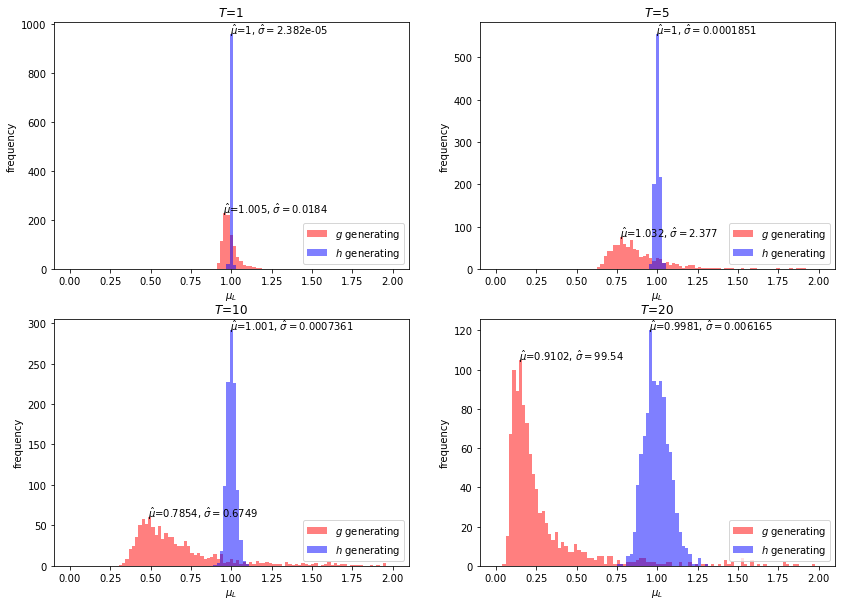 T=1
frequency
1000
800
600
400
200
0
μ̂=1, σ̂ = 2.382e-05
μ̂=1.005, σ̂ = 0.0184
g generating
h generating
0.00 0.25 0.50 0.75 1.00 1.25 1.50 1.75 2.00
μ_L
T=5
frequency
500
400
300
200
100
0
μ̂=1, σ̂ = 0.0001851
μ̂=1.032, σ̂ = 2.377
g generating
h generating
0.00 0.25 0.50 0.75 1.00 1.25 1.50 1.75 2.00
μ_L
T=10
frequency
300
250
200
150
100
50
0
μ̂=1.001, σ̂ = 0.0007361
μ̂=0.7854, σ̂ = 0.6749
g generating
h generating
0.00 0.25 0.50 0.75 1.00 1.25 1.50 1.75 2.00
μ_L
T=20
frequency
120
100
80
60
40
20
0
μ̂=0.9981, σ̂ = 0.006165
μ̂=0.9102, σ̂ = 99.54
g generating
h generating
0.00 0.25 0.50 0.75 1.00 1.25 1.50 1.75 2.00
μ_L